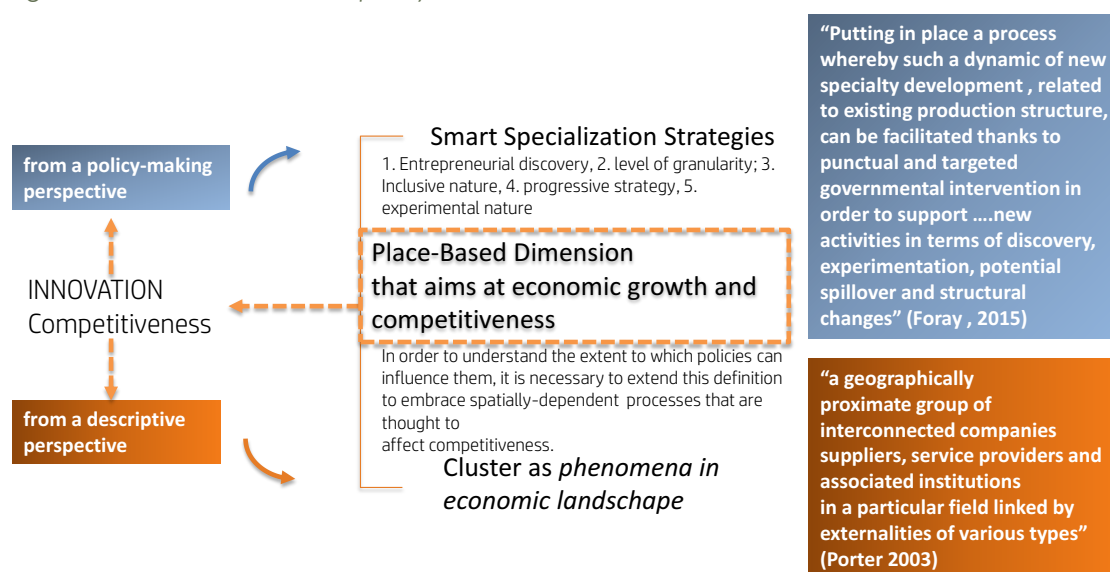 from a policy-making
perspective
INNOVATION
Competitiveness
from a descriptive
perspective
Smart Specialization Strategies
1. Entrepreneurial discovery, 2. level of granularity; 3.
Inclusive nature, 4. progressive strategy, 5.
experimental nature
Place-Based Dimension
that aims at economic growth and
competitiveness
In order to understand the extent to which policies can
influence them, it is necessary to extend this definition
to embrace spatially-dependent processes that are
thought to
affect competitiveness.
Cluster as phenomena in
economic landschape
“Putting in place a process
whereby such a dynamic of new
specialty development , related
to existing production structure,
can be facilitated thanks to
punctual and targeted
governmental intervention in
order to support ....new
activities in terms of discovery,
experimentation, potential
spillover and structural
changes” (Foray , 2015)
“a geographically
proximate group of
interconnected companies
suppliers, service providers and
associated institutions
in a particular field linked by
externalities of various types”
(Porter 2003)